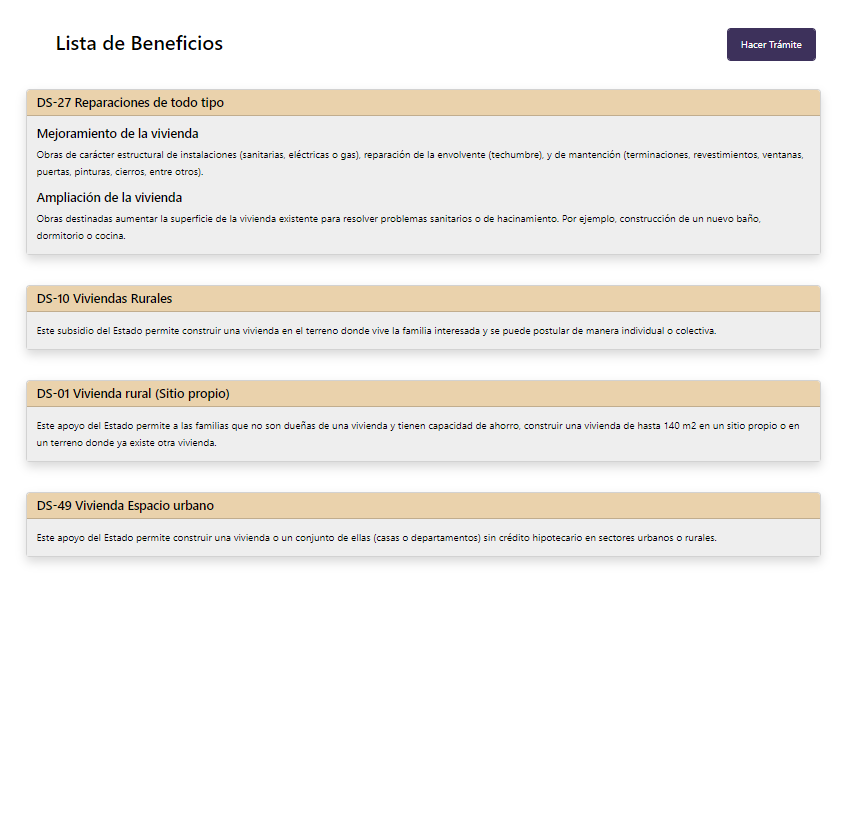 Lista de Beneficios
Hacer Trámite
DS-27 Reparaciones de todo tipo
Mejoramiento de la vivienda
Obras de carácter estructural de instalaciones (sanitarias, eléctricas o gas), reparación de la envolvente (techumbre), y de mantención (terminaciones, revestimientos, ventanas,
puertas, pinturas, cierros, entre otros).
Ampliación de la vivienda
Obras destinadas aumentar la superficie de la vivienda existente para resolver problemas sanitarios o de hacinamiento. Por ejemplo, construcción de un nuevo baño,
dormitorio o cocina.
DS-10 Viviendas Rurales
Este subsidio del Estado permite construir una vivienda en el terreno donde vive la familia interesada y se puede postular de manera individual o colectiva.
DS-01 Vivienda rural (Sitio propio)
Este apoyo del Estado permite a las familias que no son dueñas de una vivienda y tienen capacidad de ahorro, construir una vivienda de hasta 140 m2 en un sitio propio o en
un terreno donde ya existe otra vivienda.
DS-49 Vivienda Espacio urbano
Este apoyo del Estado permite construir una vivienda o un conjunto de ellas (casas o departamentos) sin crédito hipotecario en sectores urbanos o rurales.